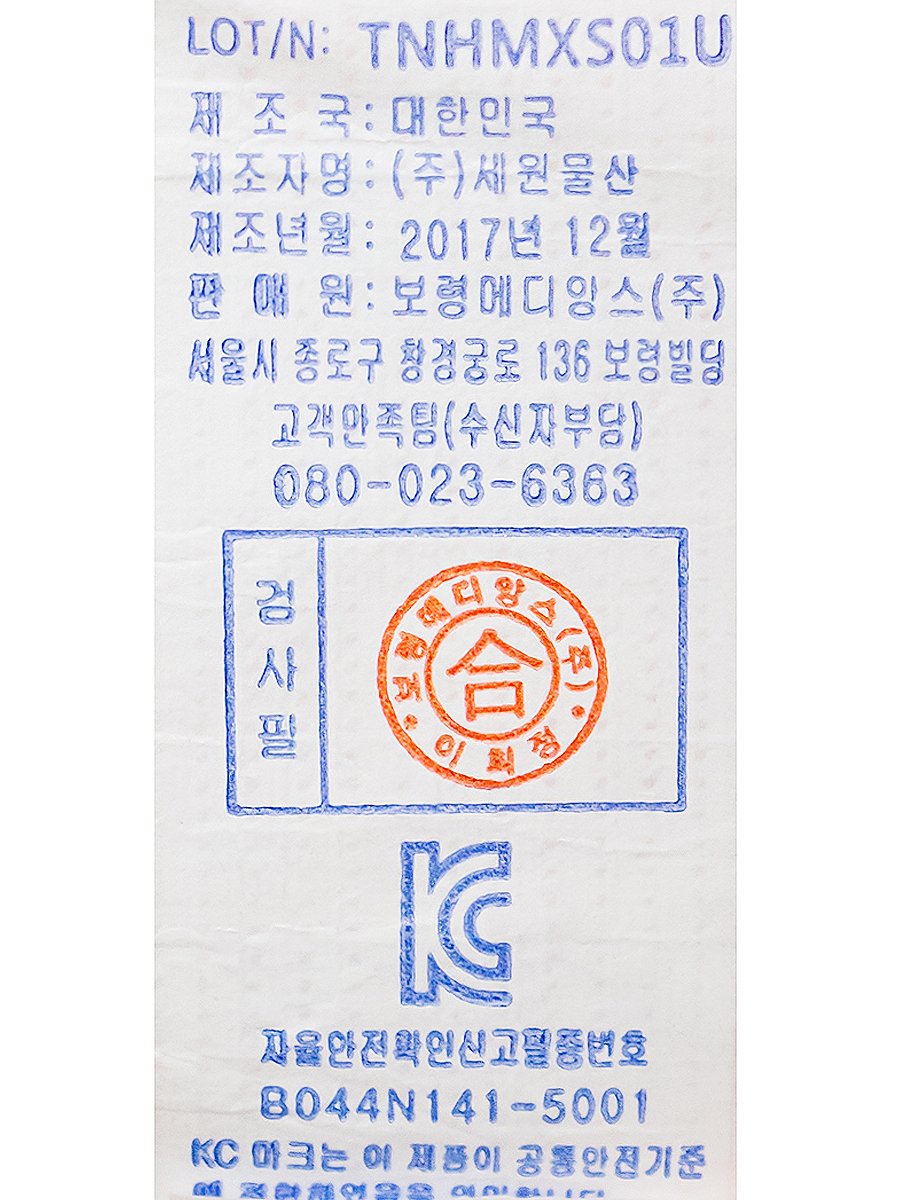 LOT/N: TNHMXS01U
제 조 국 : 대한민국
제조자명 : (주)세원물산
제조년월 : 2017년 12월
판 매 원 : 보령메디앙스(주)
서울시 종로구 창경궁로 136 보령빌딩
고객만족팀(수신자부담)
080-023-6363
검사필
보령메디앙스(주)
合
KC
자율안전확인신고필증번호
B044N141-5001
KC 마크는 이 제품이 공통안전기준